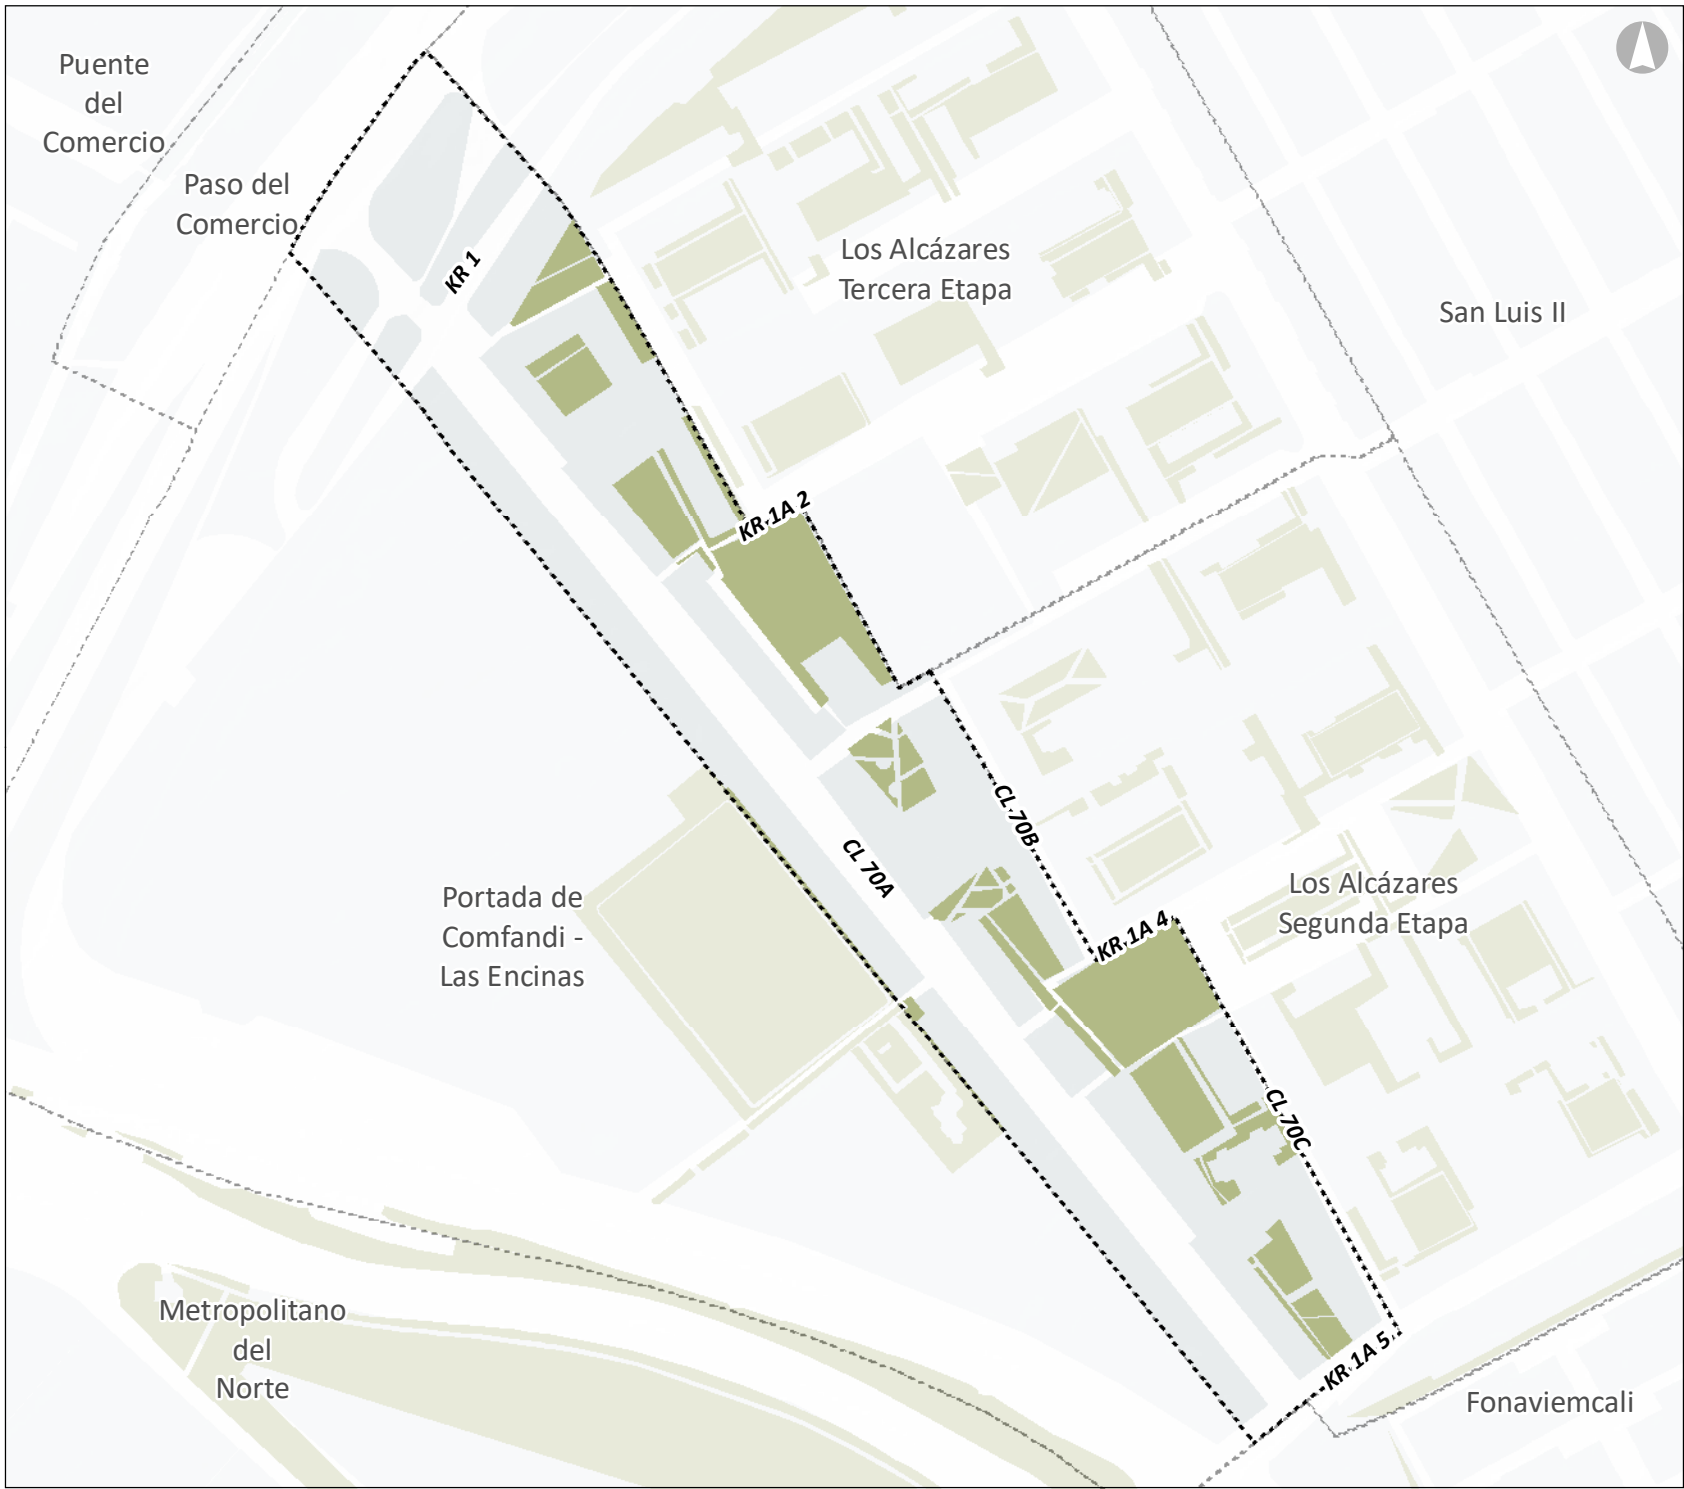 Puente
del
Comercio
Paso del
Comercio
KR 1
Los Alcázares
Tercera Etapa
San Luis II
KR 1A 2
CL 70B
CL 70A
Portada de
Comfandi -
Las Encinas
Los Alcázares
Segunda Etapa
KR 1A 4
CL 70C
Metropolitano
del
Norte
KR 1A 5
Fonaviemcali